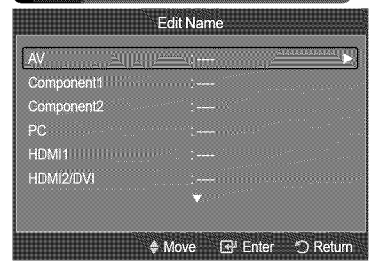 Edit Name
AV : ----
Component1 : ----
Component2 : ----
PC : ----
HDMI1 : ----
HDMI2/DVI : ----
Move Enter Return